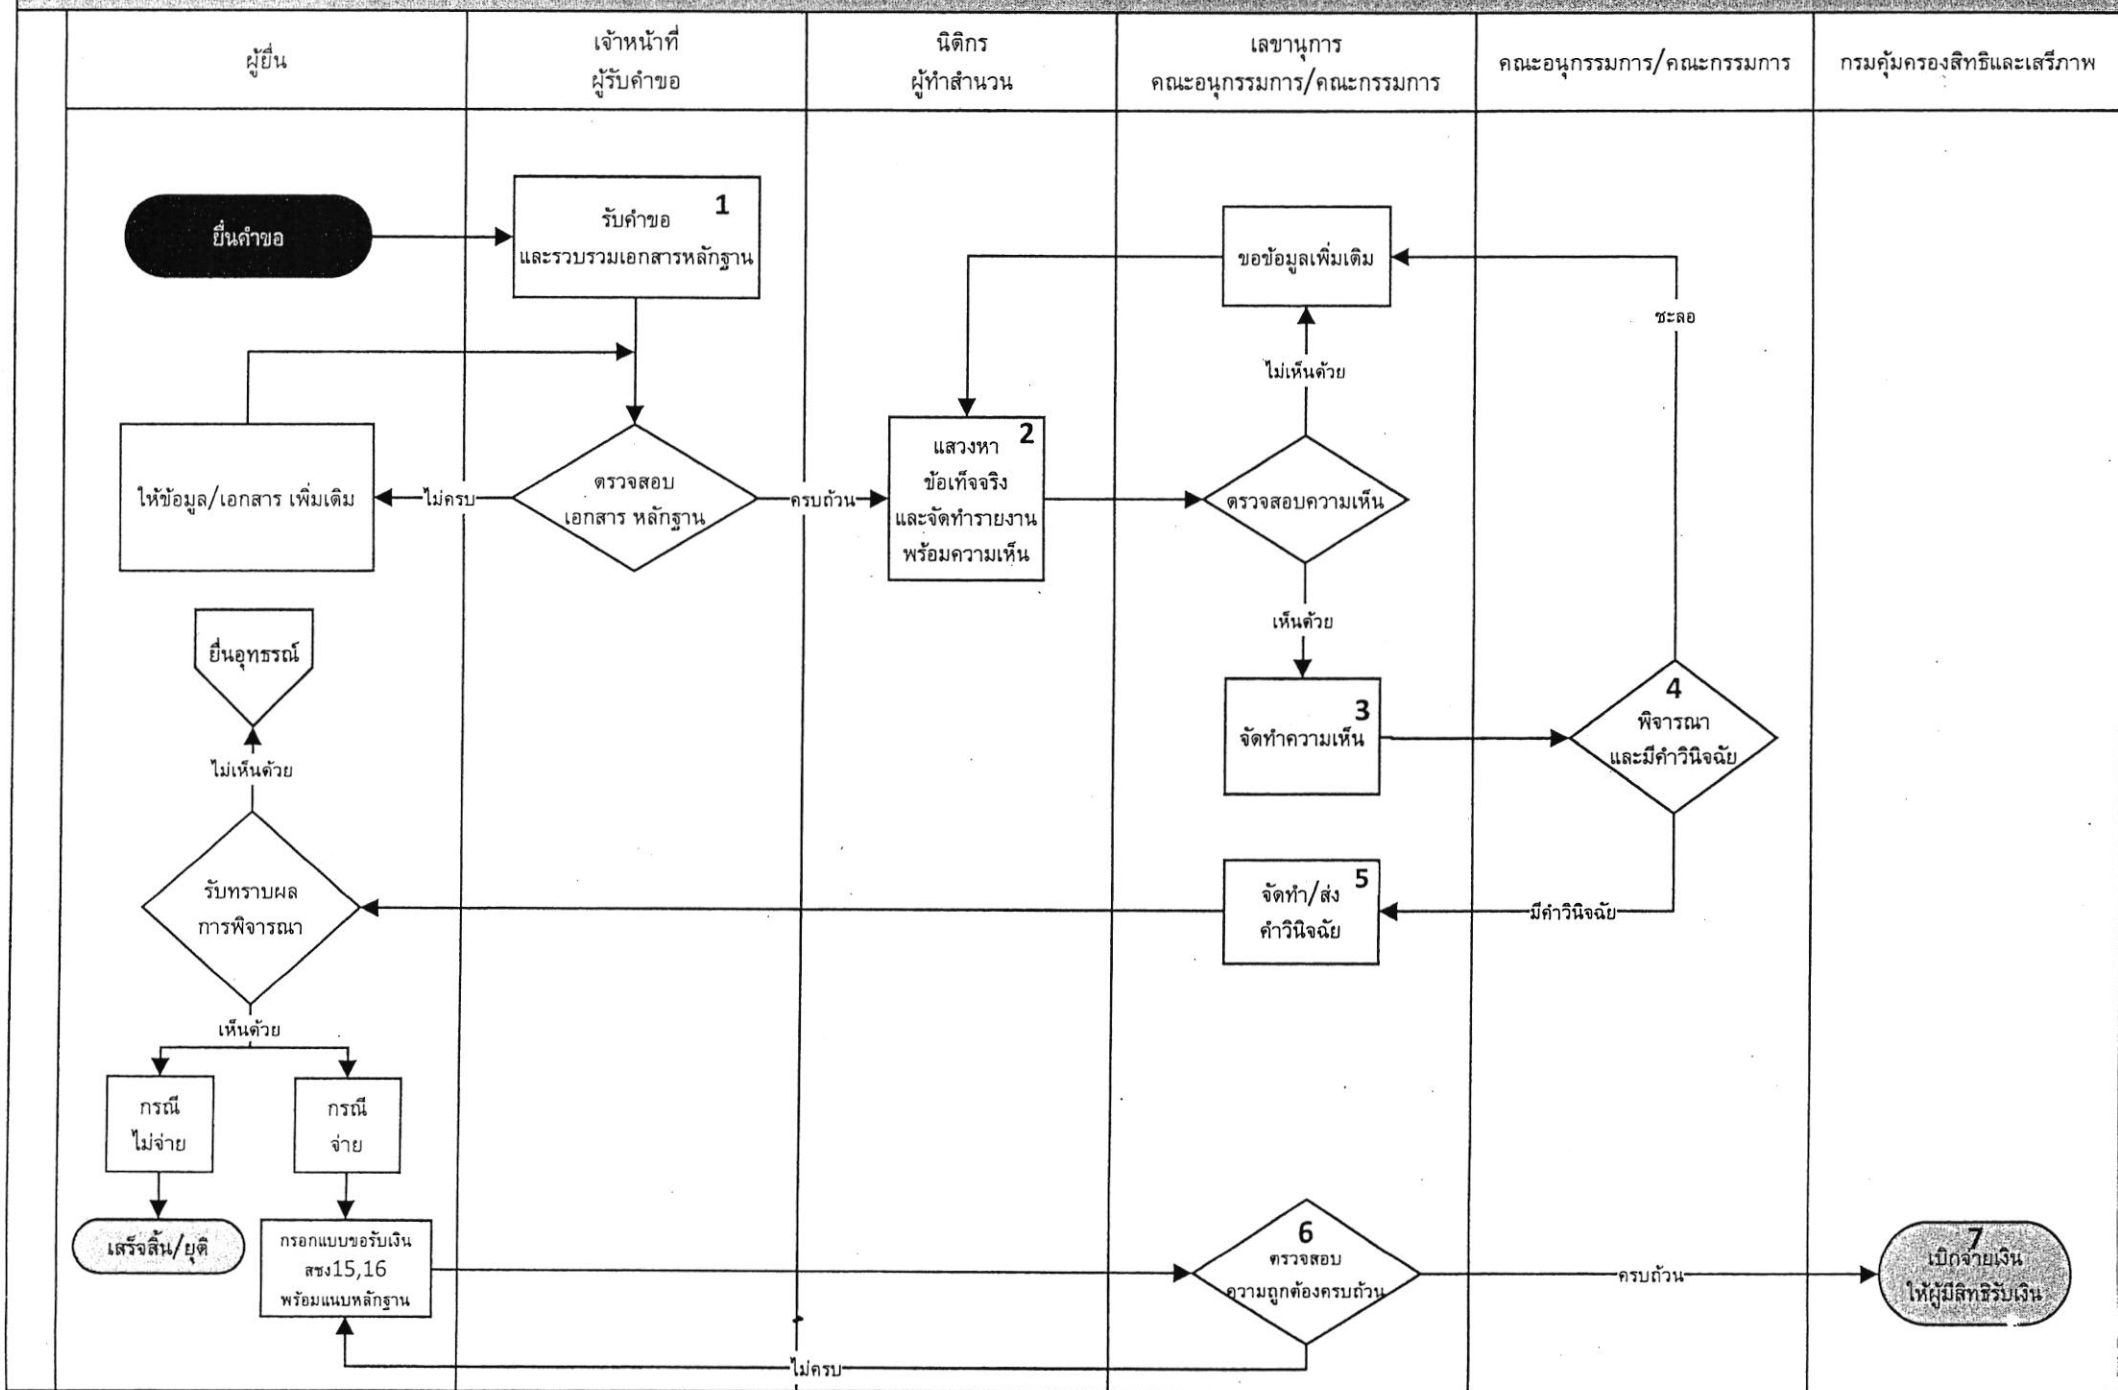 ผู้ยื่น
เจ้าหน้าที่
ผู้รับคำขอ
นิติกร
ผู้ทำสำนวน
เลขานุการ
คณะอนุกรรมการ/คณะกรรมการ
คณะอนุกรรมการ/คณะกรรมการ
กรมคุ้มครองสิทธิและเสรีภาพ
ยื่นคำขอ
1
รับคำขอ
และรวบรวมเอกสารหลักฐาน
ขอข้อมูลเพิ่มเติม
ชะลอ
ไม่เห็นด้วย
ให้ข้อมูล/เอกสาร เพิ่มเติม
ไม่ครบ
ตรวจสอบ
เอกสาร หลักฐาน
ครบถ้วน
2
แสวงหา
ข้อเท็จจริง
และจัดทำรายงาน
พร้อมความเห็น
ตรวจสอบความเห็น
เห็นด้วย
ยื่นอุทธรณ์
3
จัดทำความเห็น
4
พิจารณา
และมีคำวินิจฉัย
ไม่เห็นด้วย
รับทราบผล
การพิจารณา
5
จัดทำ/ส่ง
คำวินิจฉัย
มีคำวินิจฉัย
เห็นด้วย
กรณี
ไม่จ่าย
กรณี
จ่าย
เสร็จสิ้น/ยุติ
กรอกแบบขอรับเงิน
สชง15,16
พร้อมแนบหลักฐาน
6
ตรวจสอบ
ความถูกต้องครบถ้วน
ครบถ้วน
7
เบิกจ่ายเงิน
ให้ผู้มีสิทธิรับเงิน
ไม่ครบ